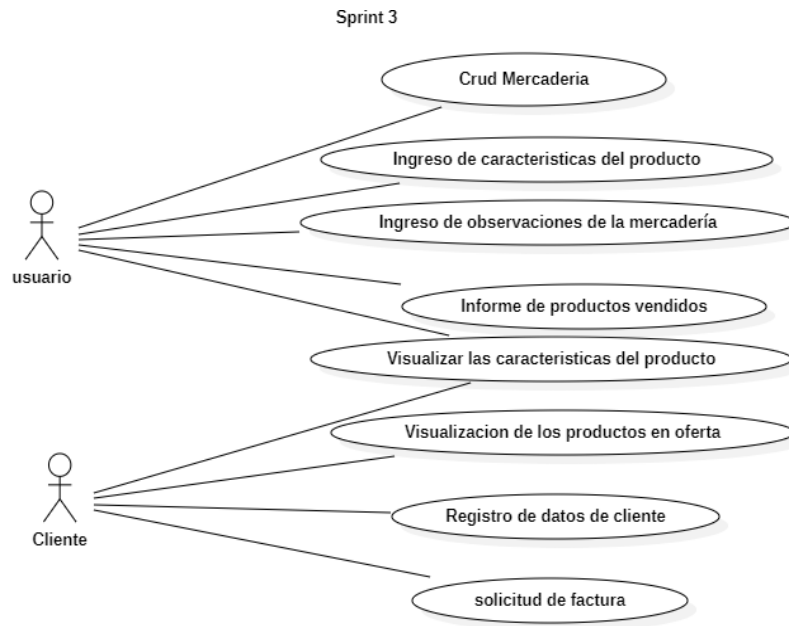 Sprint 3
Crud Mercaderia
Ingreso de caracteristicas del producto
Ingreso de observaciones de la mercadería
usuario
Informe de productos vendidos
Visualizar las caracteristicas del producto
Visualizacion de los productos en oferta
Cliente
Registro de datos de cliente
solicitud de factura